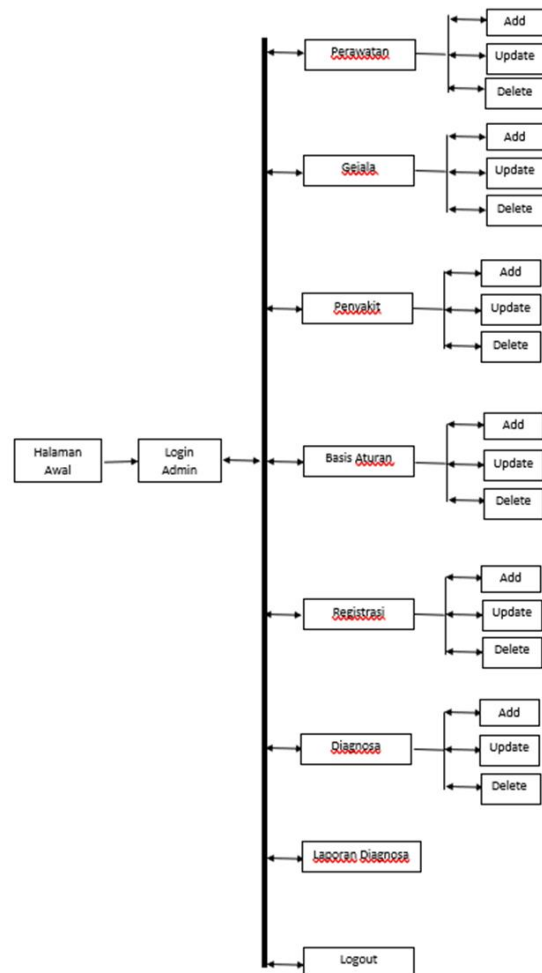 Add
Perawatan
Update
Delete
Add
Gejala
Update
Delete
Add
Penyakit
Update
Delete
Add
Halaman
Awal
Login
Admin
Basis Aturan
Update
Delete
Add
Registrasi
Update
Delete
Add
Diagnosa
Update
Delete
Laporan Diagnosa
Logout